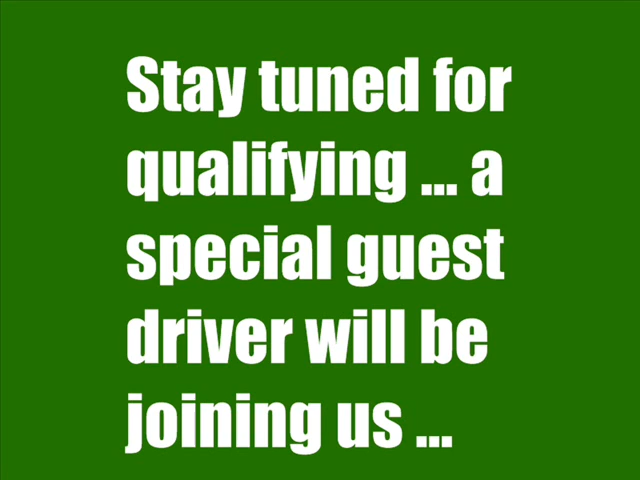 Stay tuned for
qualifying ... a
special guest
driver will be
joining us ...